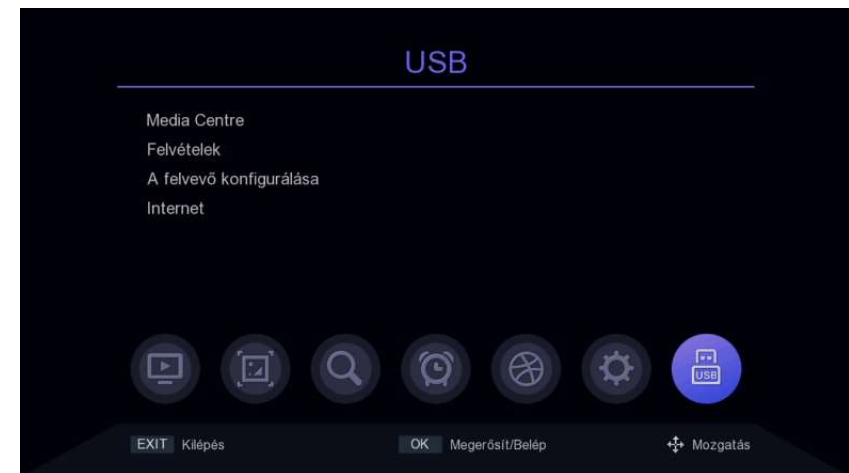 USB
Media Centre
Felvételek
A felvevő konfigurálása
Internet
USB
EXIT Kilépés OK Megerősít/Belép Mozgatás